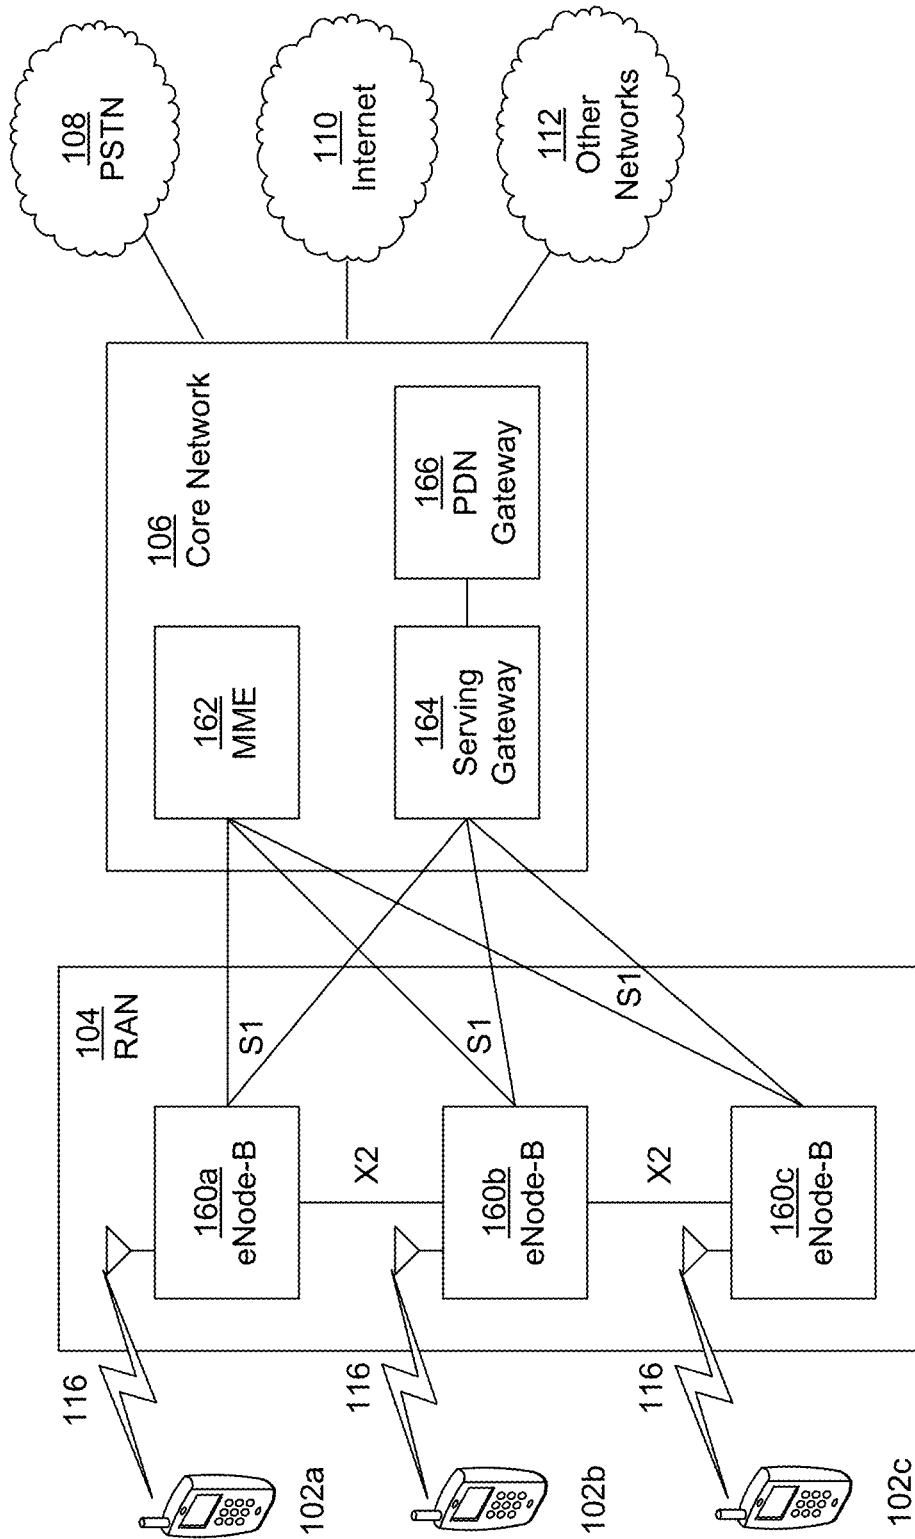 108
PSTN
110
Internet
112
Other
Networks
106
Core Network
162
MME
166
PDN
Gateway
164
Serving
Gateway
104
RAN
S1
S1
S1
160a
eNode-B
X2
160b
eNode-B
X2
160c
eNode-B
116
116
116
102a
102b
102c